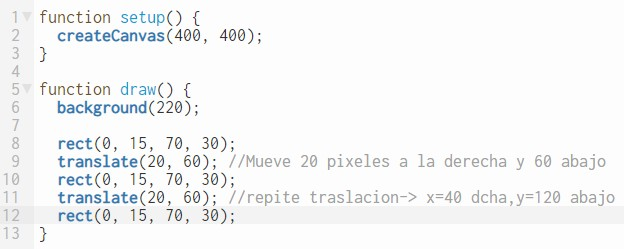 1 function setup() {
2 createCanvas(400, 400);
3 }
4
5 function draw() {
6 background(220);
7
8 rect(0, 15, 70, 30);
9 translate(20, 60); //Mueve 20 pixeles a la derecha y 60 abajo
10 rect(0, 15, 70, 30);
11 translate(20, 60); //repite traslacion-> x=40 dcha,y=120 abajo
12 rect(0, 15, 70, 30);
13 }